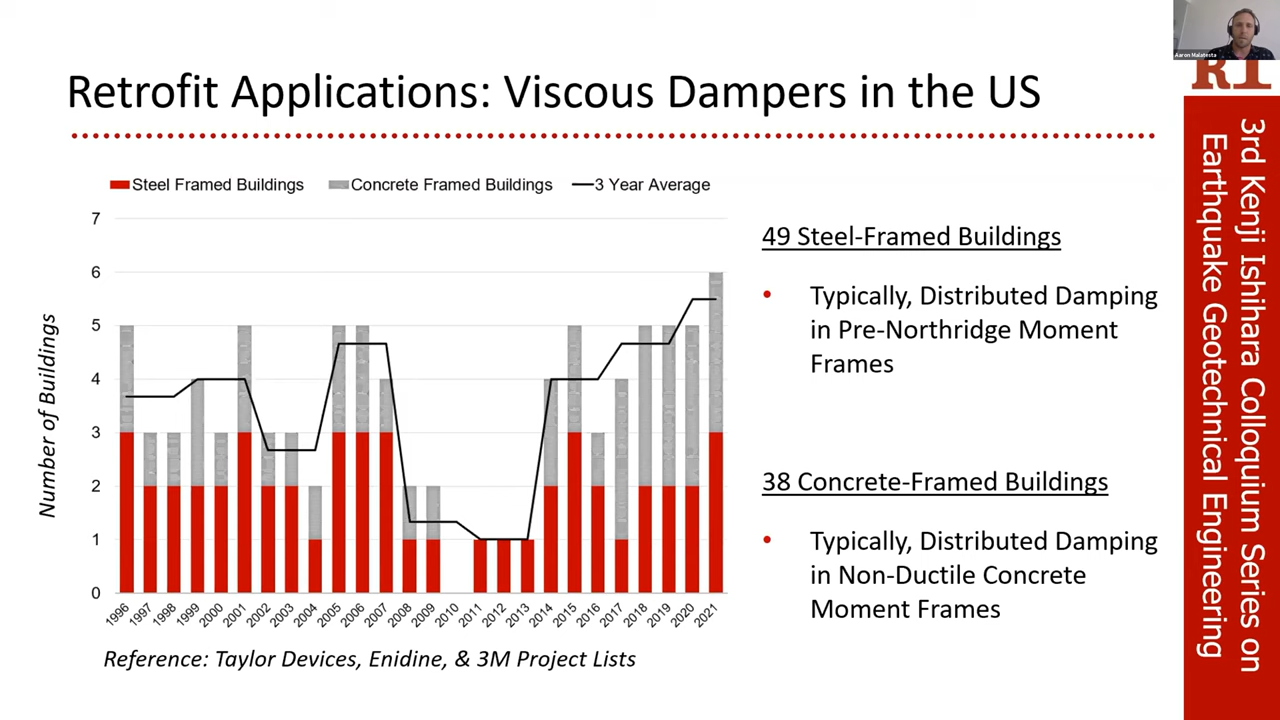 Aaron Malatesta
Retrofit Applications: Viscous Dampers in the US
Steel Framed Buildings
Concrete Framed Buildings
3 Year Average
7
6
5
4
3
2
1
0
Number of Buildings
1996
1997
1998
1999
2000
2001
2002
2003
2004
2005
2006
2007
2008
2009
2010
2011
2012
2013
2014
2015
2016
2017
2018
2019
2020
2021
Reference: Taylor Devices, Enidine, & 3M Project Lists
49 Steel-Framed Buildings
• Typically, Distributed Damping
in Pre-Northridge Moment
Frames
38 Concrete-Framed Buildings
• Typically, Distributed Damping
in Non-Ductile Concrete
Moment Frames
3rd Kenji Ishihara Colloquium Series on
Earthquake Geotechnical Engineering